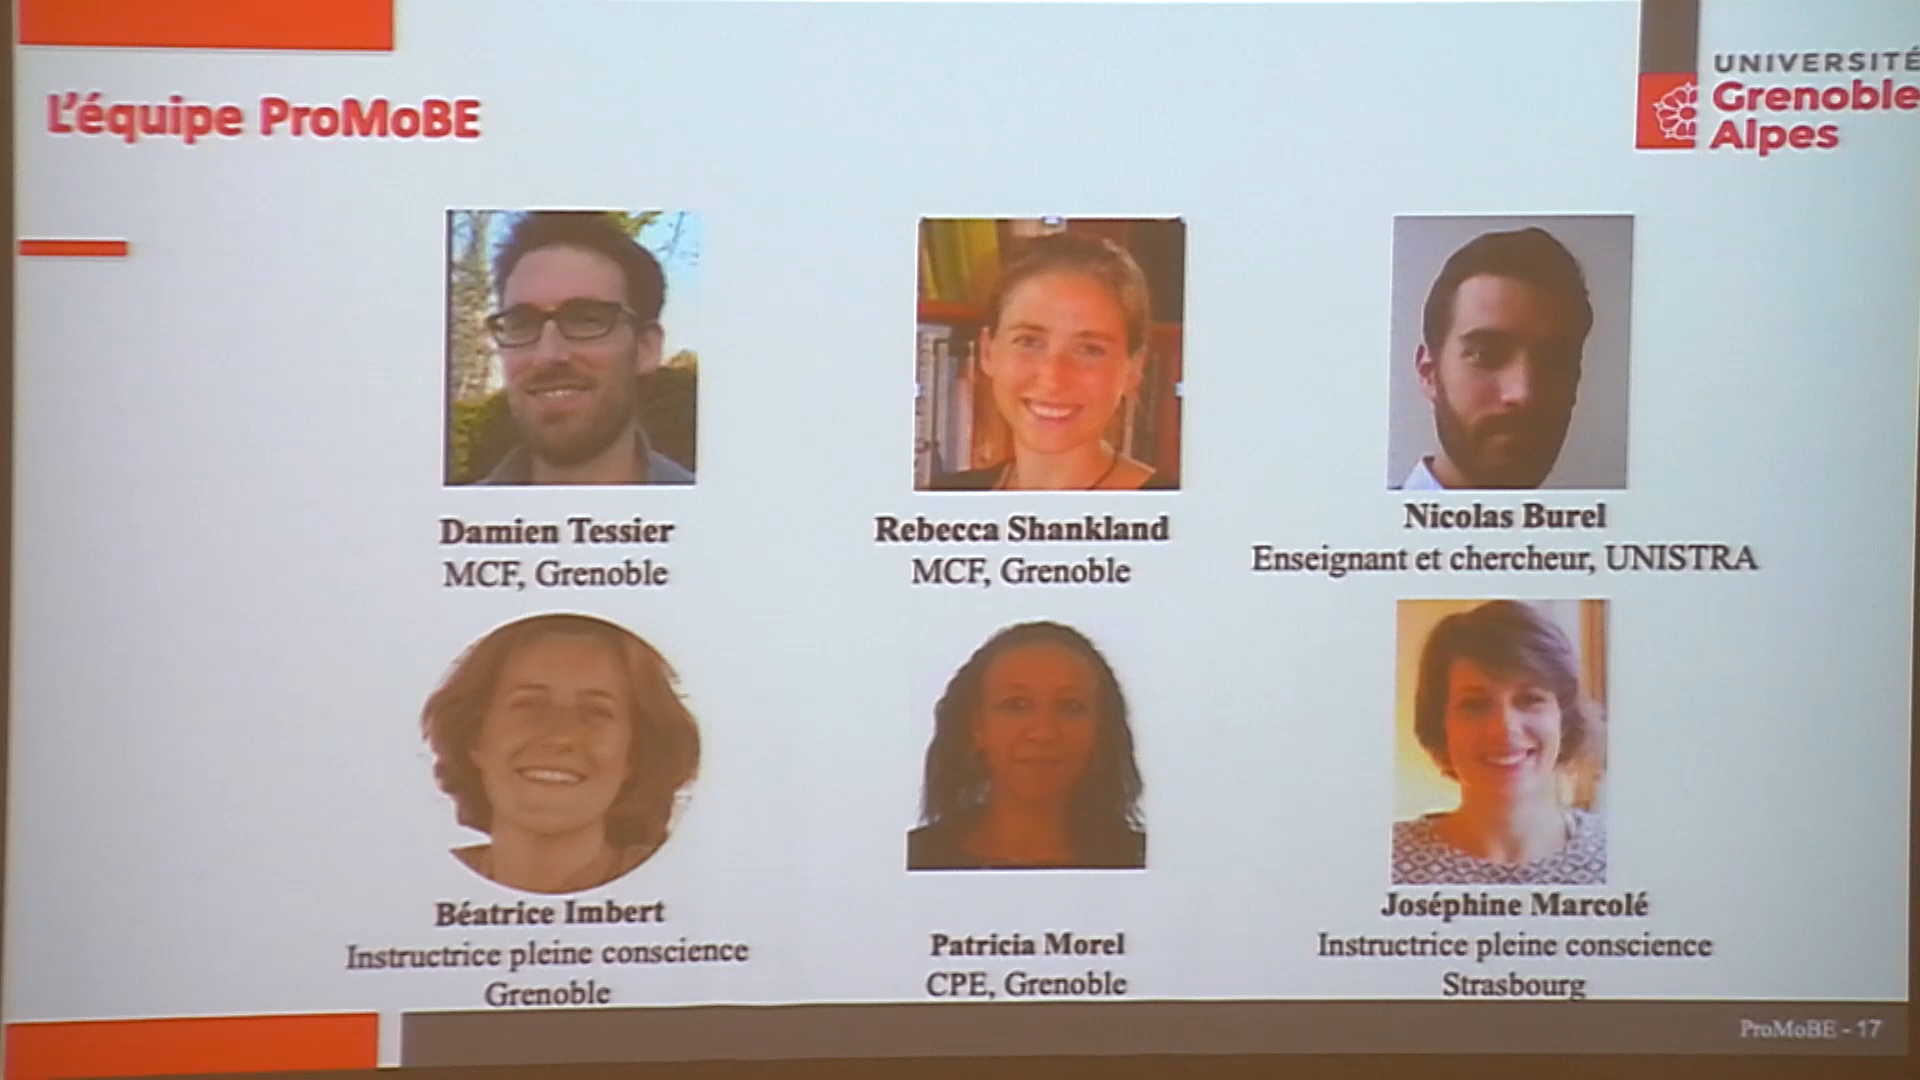 L'équipe ProMoBE
UNIVERSITÉ
Grenoble
Alpes
Damien Tessier
MCF, Grenoble
Rebecca Shankland
MCF, Grenoble
Nicolas Burel
Enseignant et chercheur, UNISTRA
Béatrice Imbert
Instructrice pleine conscience
Grenoble
Patricia Morel
CPE, Grenoble
Joséphine Marcolé
Instructrice pleine conscience
Strasbourg
ProMoBE - 17